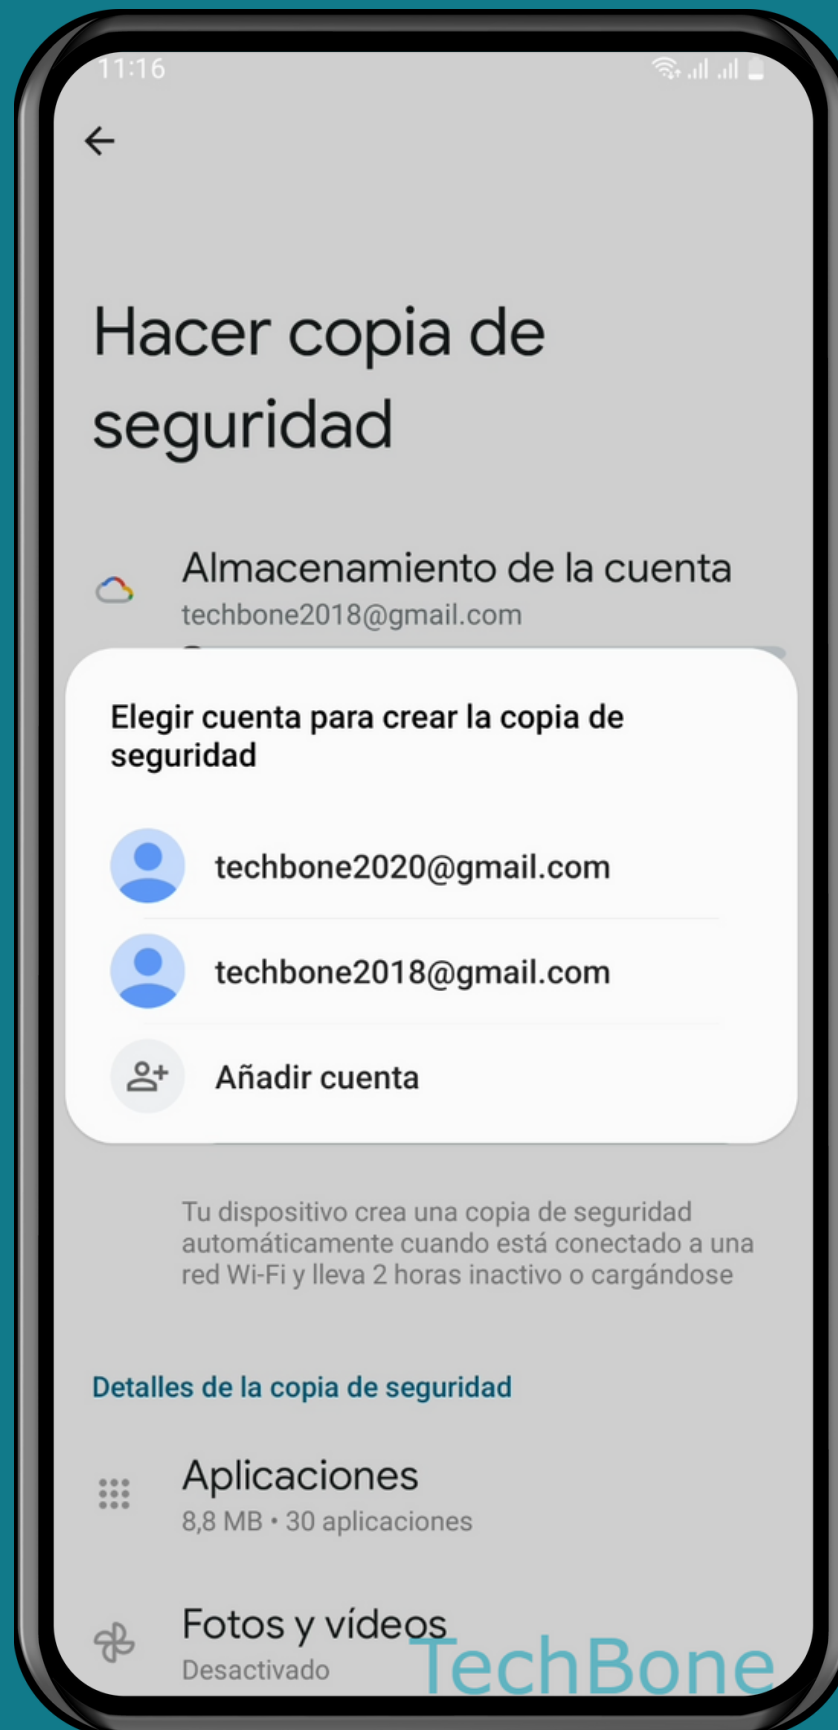 11:16
Hacer copia de
seguridad
Almacenamiento de la cuenta
techbone2018@gmail.com
Elegir cuenta para crear la copia de
seguridad
techbone2020@gmail.com
techbone2018@gmail.com
Añadir cuenta
Tu dispositivo crea una copia de seguridad
automáticamente cuando está conectado a una
red Wi-Fi y lleva 2 horas inactivo o cargándose
Detalles de la copia de seguridad
Aplicaciones
8,8 MB • 30 aplicaciones
Fotos y vídeos
Desactivado
TechBone